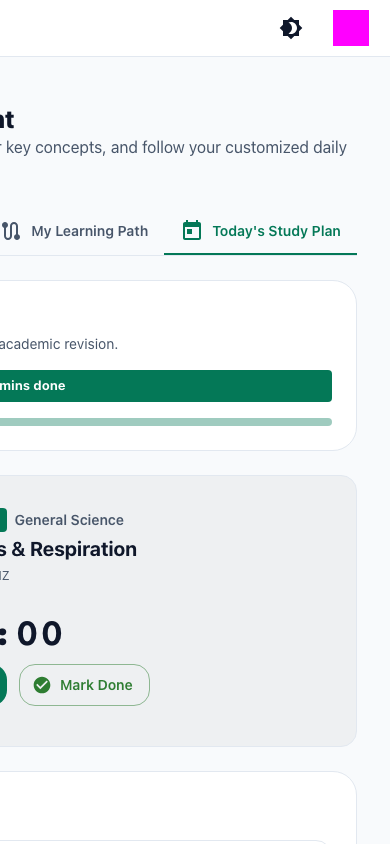 nt
key concepts, and follow your customized daily
My Learning Path
Today's Study Plan
academic revision.
mins done
General Science
s & Respiration
IZ
: 00
Mark Done